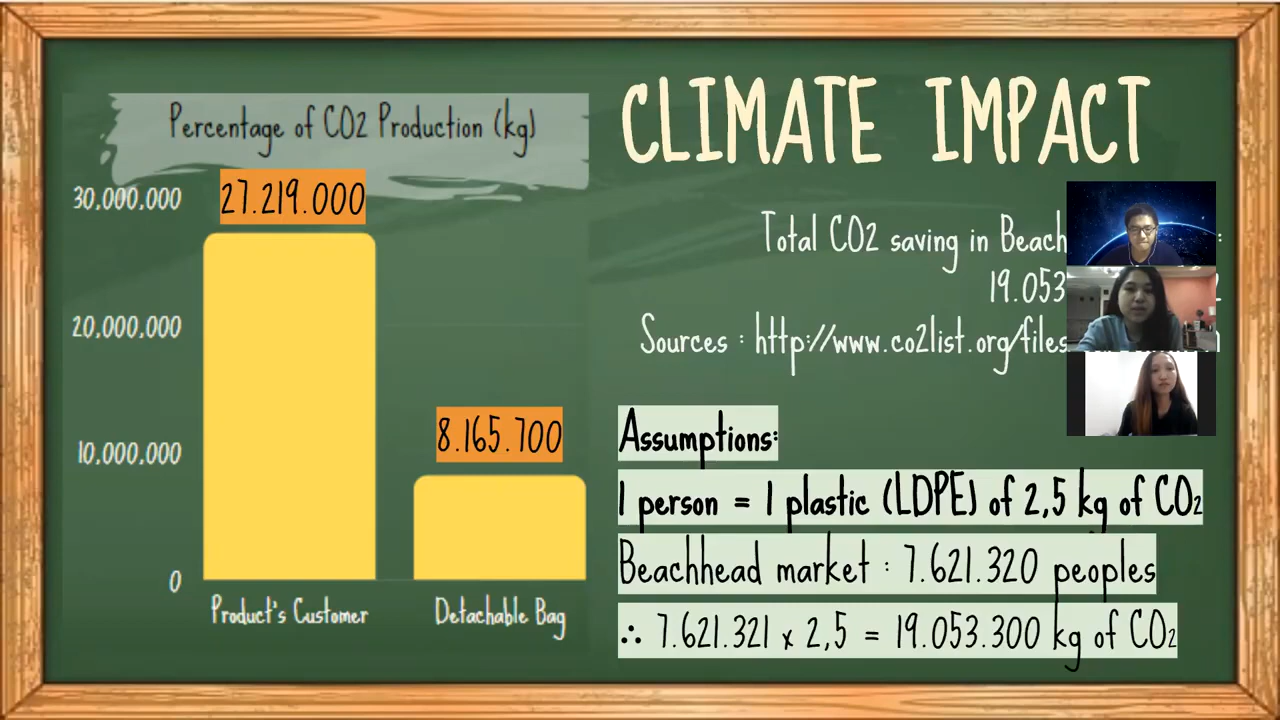 Percentage of CO2 Production (kg)
30,000,000
27.219.000
20,000,000
8.165.700
10,000,000
0
Product's Customer
Detachable Bag
CLIMATE IMPACT
Total CO2 saving in :
Sources : http://www.co2list.org/files
Assumptions:
1 person = 1 plastic (LDPE) of 2,5 kg of CO2
Beachhead market : 7.621.320 peoples
∴ 7.621.321 x 2,5 = 19.053.300 kg of CO2